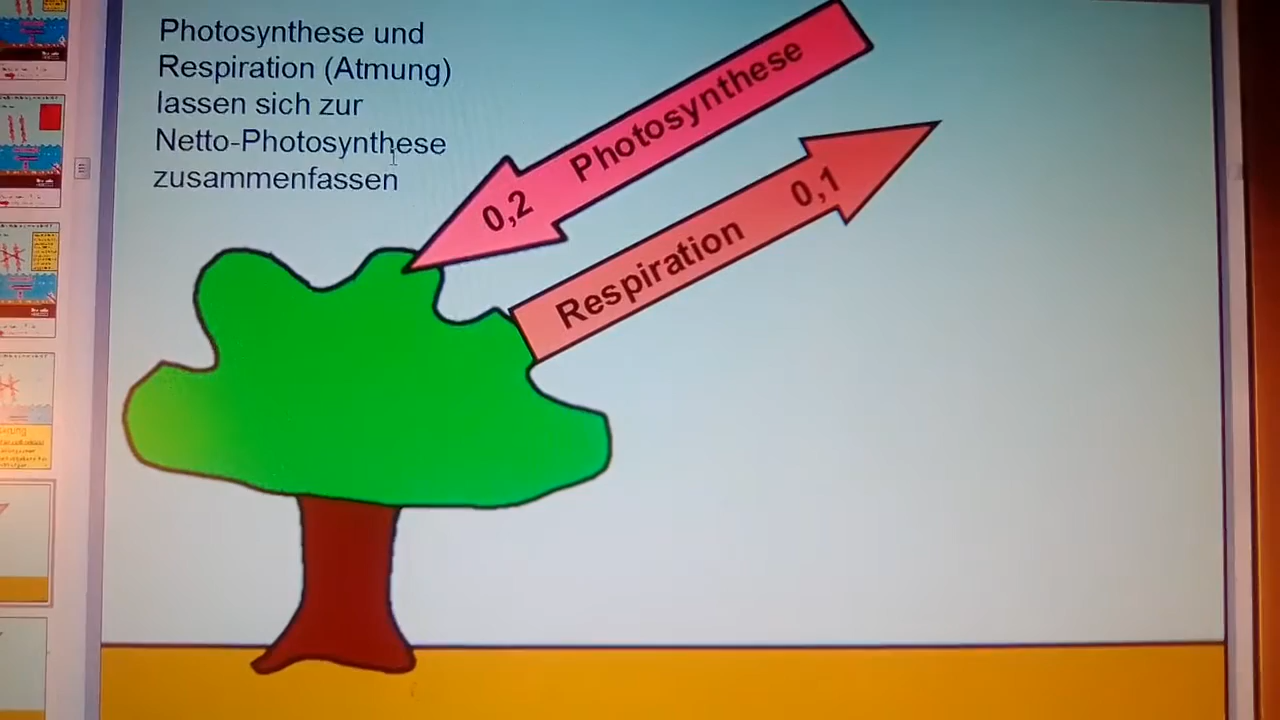 Photosynthese und
Respiration (Atmung)
lassen sich zur
Netto-Photosynthese
zusammenfassen
0,2 Photosynthese
Respiration 0,1